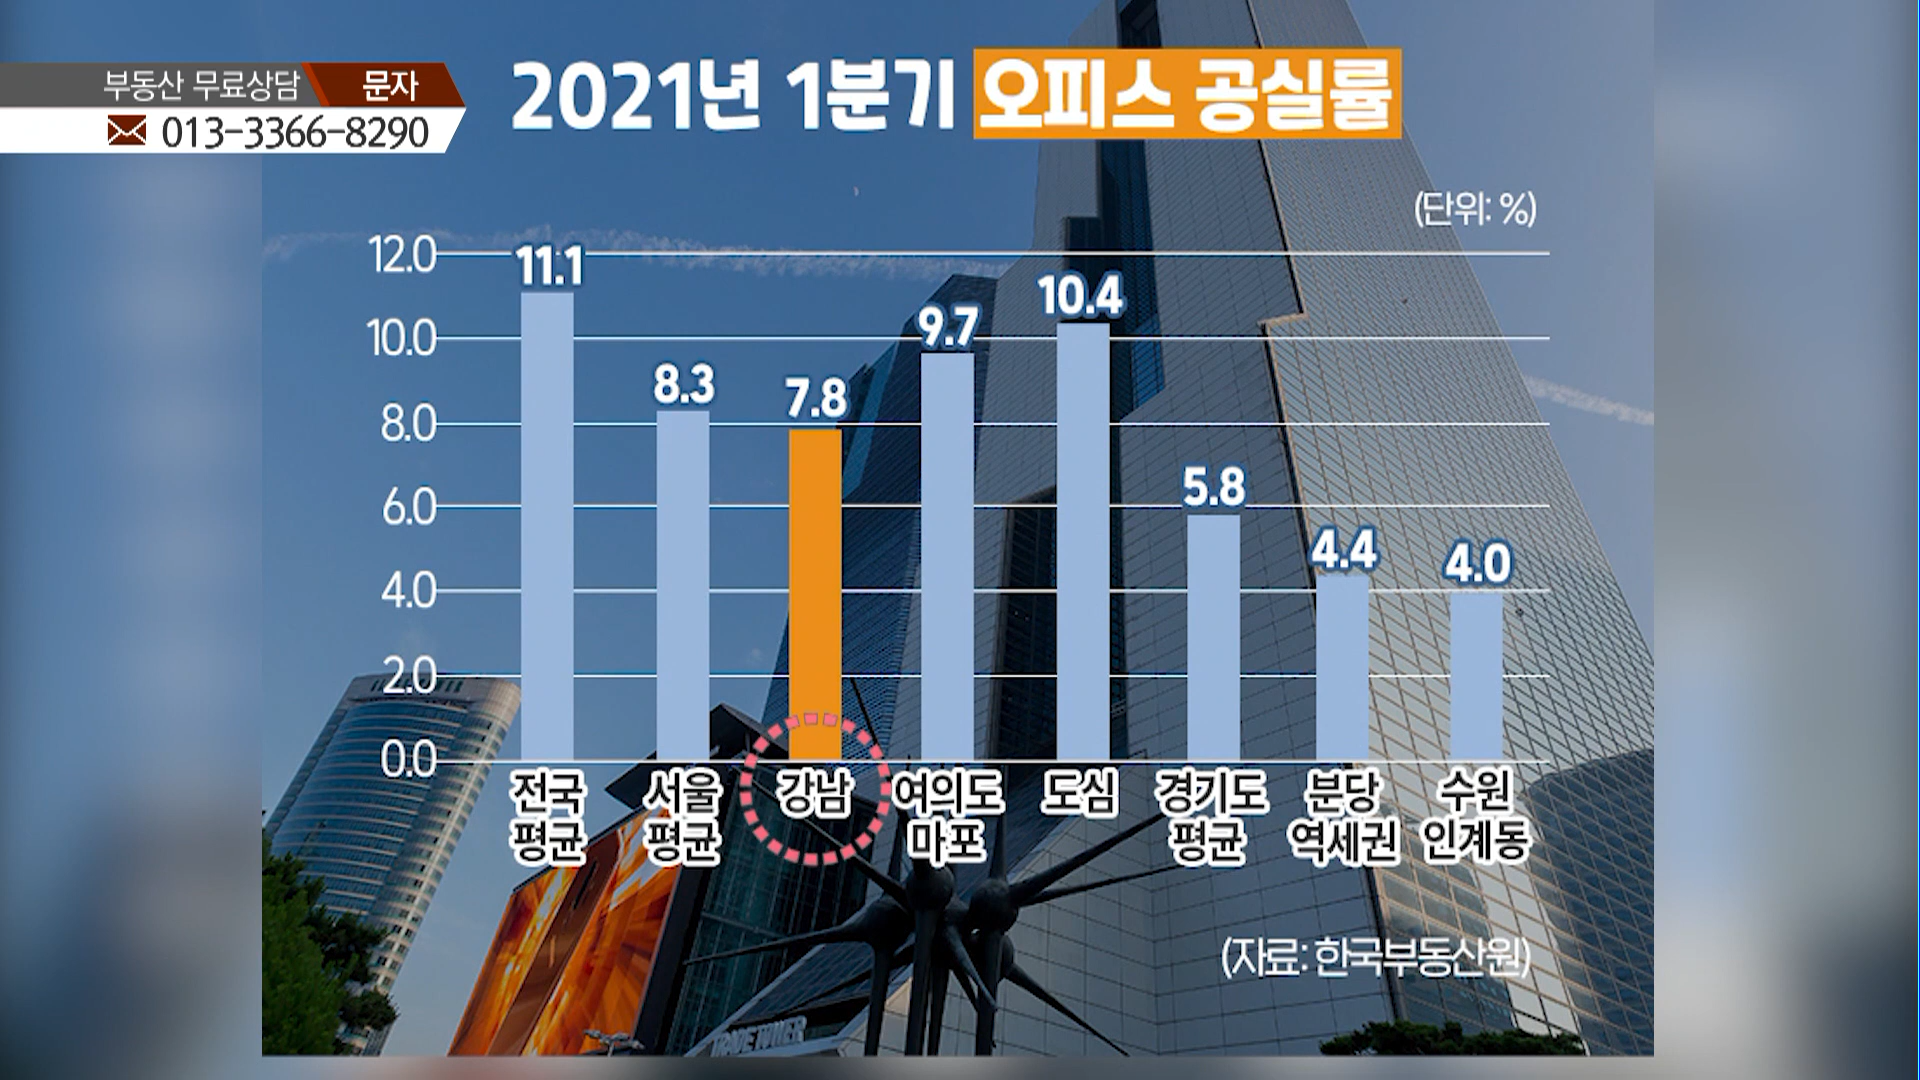 부동산 무료상담 문자
013-3366-8290
2021년 1분기 오피스 공실률
(단위: %)
12.0
10.0
8.0
6.0
4.0
2.0
0.0
11.1
8.3
7.8
9.7
10.4
5.8
4.4
4.0
전국 평균
서울 평균
강남
여의도 마포
도심
경기도 평균
분당 역세권
수원 인계동
(자료: 한국부동산원)
TRADE TOWER